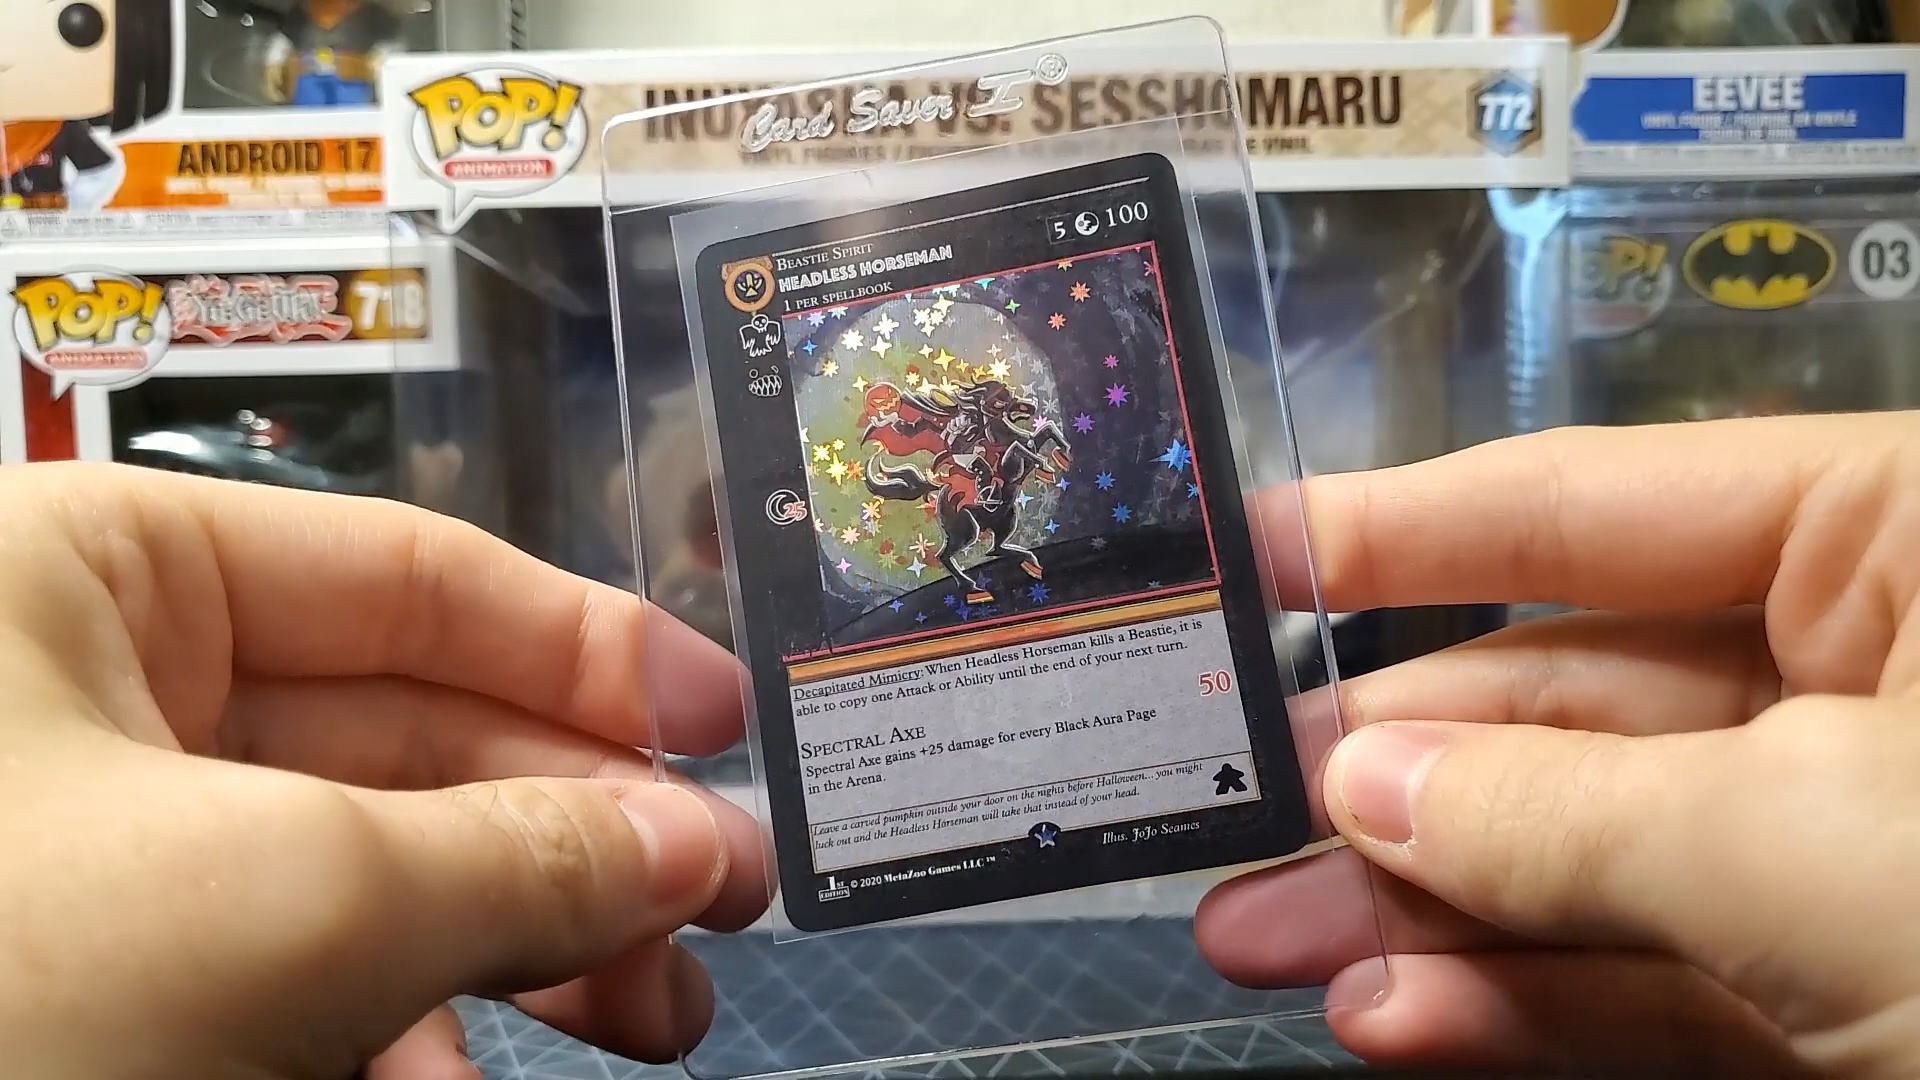 POP!
ANIMATION
INUYASHA VS. SESSHOMARU
772
EEVEE
Card Saver I®
ANDROID 17
POP!
ANIMATION
Yu-Gi-Oh!
718
POP!
03
BEASTIE SPIRIT
HEADLESS HORSEMAN
1 PER SPELLBOOK
5 100
25
Decapitated Mimicry: When Headless Horseman kills a Beastie, it is
able to copy one Attack or Ability until the end of your next turn.
50
SPECTRAL AXE
Spectral Axe gains +25 damage for every Black Aura Page
in the Arena.
Leave a carved pumpkin outside your door on the nights before Halloween... you might
luck out and the Headless Horseman will take that instead of your head.
Illus. JoJo Seames
1ST EDITION © 2020 MetaZoo Games LLC™